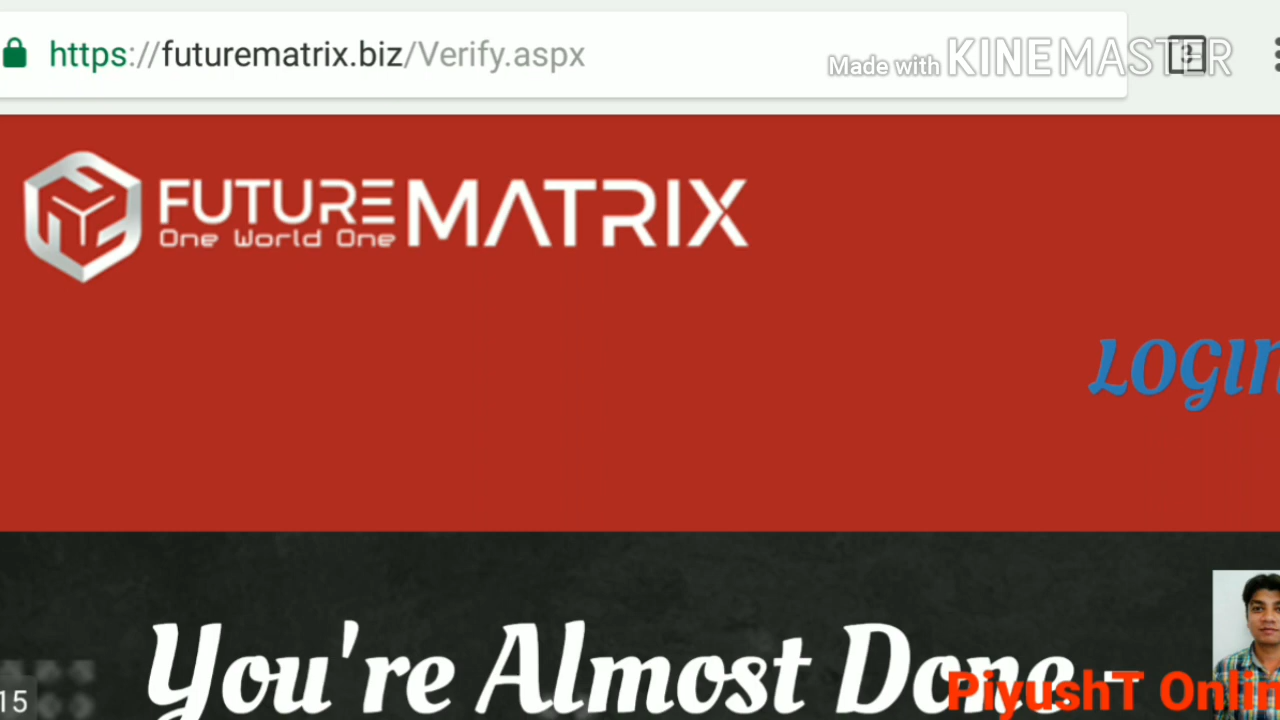 https://futurematrix.biz/Verify.aspx
Made with KINEMASTER
FUTURE MATRIX
One World One
LOGIN
You're Almost Done -
PiyushT Onlin
15